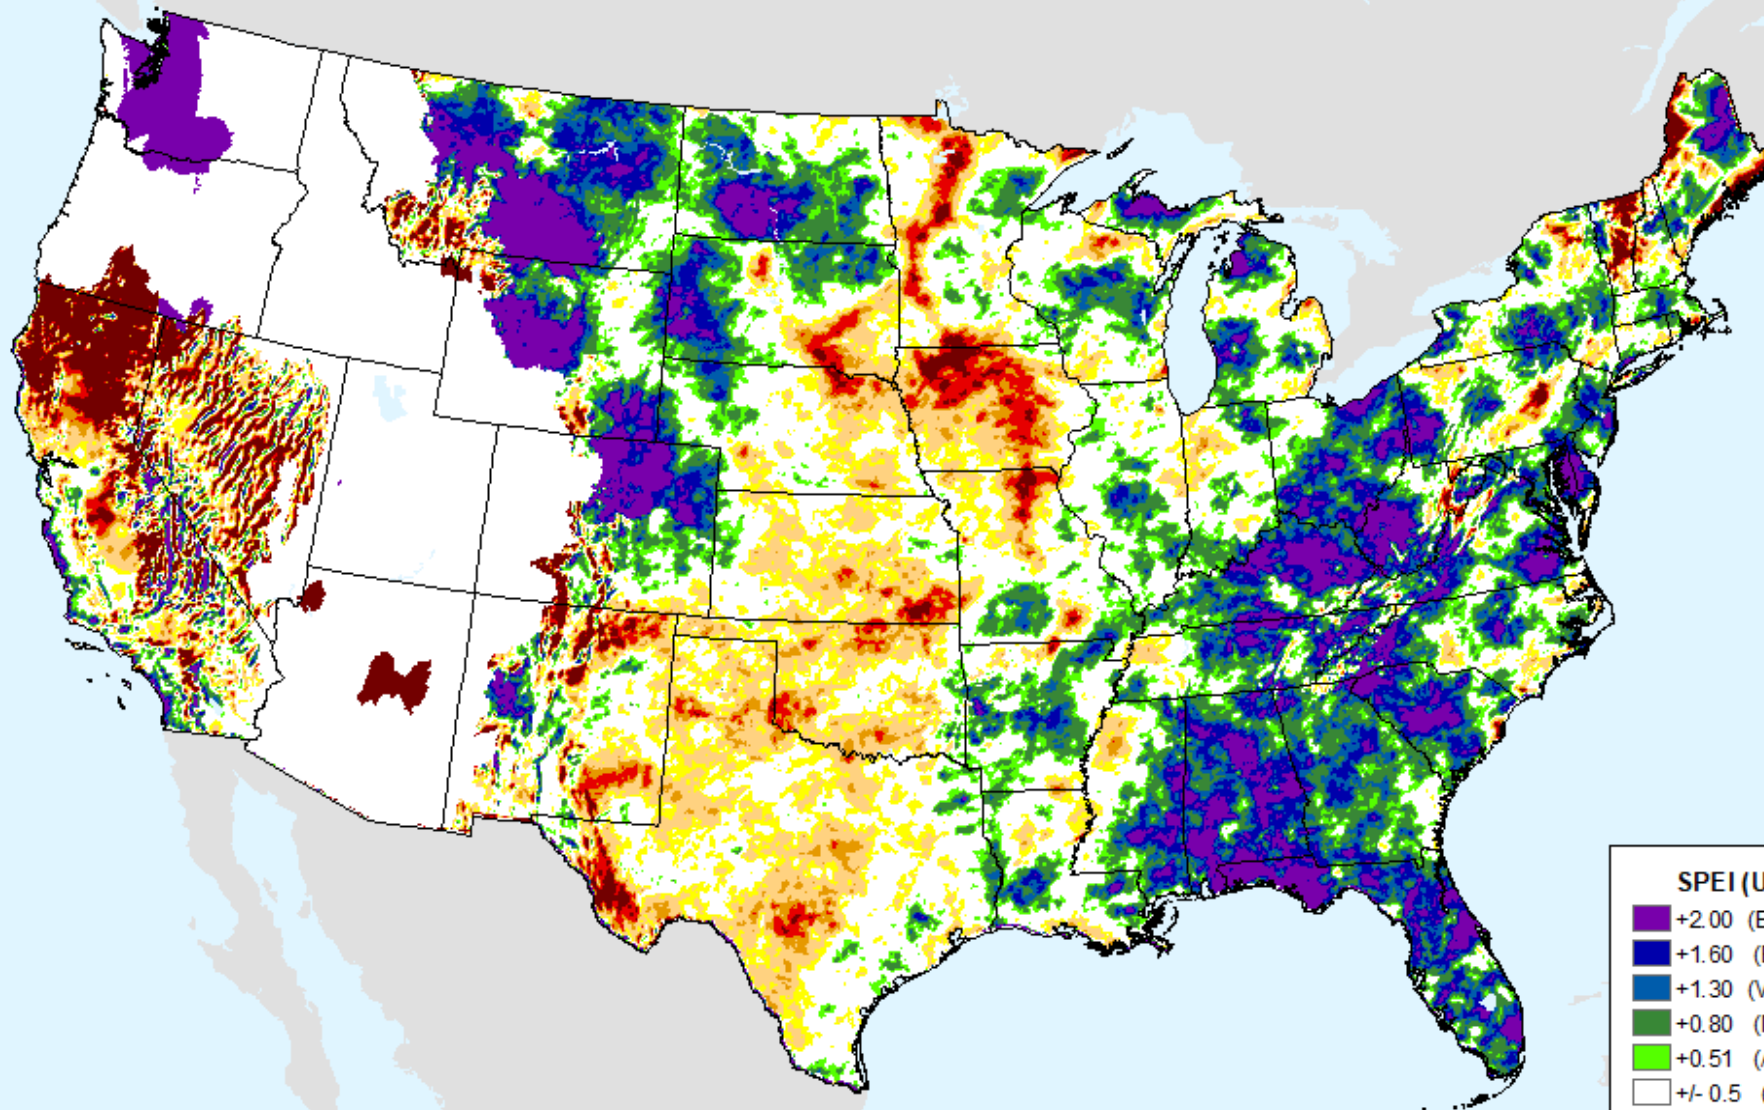 SPEI (U
+2.00 (E
+1.60 (
+1.30 (V
+0.80 (
+0.51 (
+/- 0.5 (